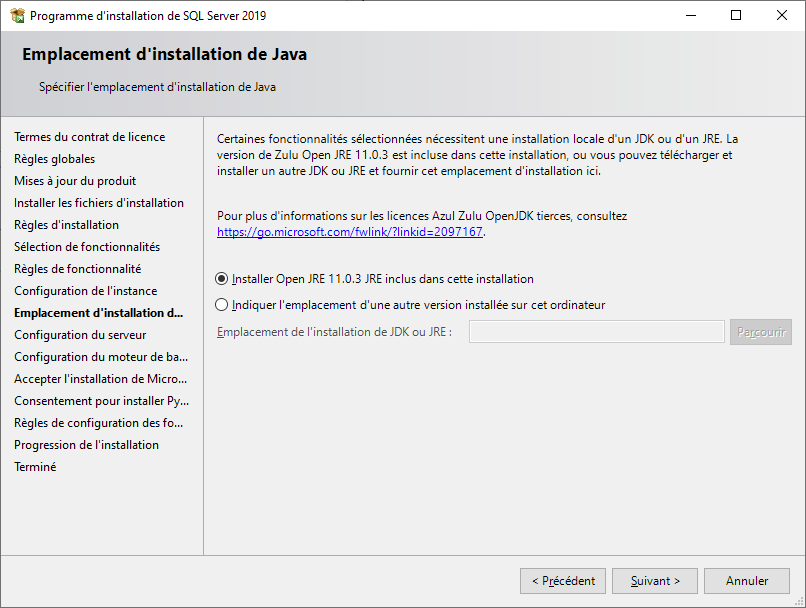 Programme d'installation de SQL Server 2019
Emplacement d'installation de Java
Spécifier l'emplacement d'installation de Java
Termes du contrat de licence
Règles globales
Mises à jour du produit
Installer les fichiers d'installation
Règles d'installation
Sélection de fonctionnalités
Règles de fonctionnalité
Configuration de l'instance
Emplacement d'installation d...
Configuration du serveur
Configuration du moteur de ba...
Accepter l'installation de Micro...
Consentement pour installer Py...
Règles de configuration des fo...
Progression de l'installation
Terminé
Certaines fonctionnalités sélectionnées nécessitent une installation locale d'un JDK ou d'un JRE. La
version de Zulu Open JRE 11.0.3 est incluse dans cette installation, ou vous pouvez télécharger et
installer un autre JDK ou JRE et fournir cet emplacement d'installation ici.
Pour plus d'informations sur les licences Azul Zulu OpenJDK tierces, consultez
https://go.microsoft.com/fwlink/?linkid=2097167.
Installer Open JRE 11.0.3 JRE inclus dans cette installation
Indiquer l'emplacement d'une autre version installée sur cet ordinateur
Emplacement de l'installation de JDK ou JRE :
Parcourir
< Précédent
Suivant >
Annuler